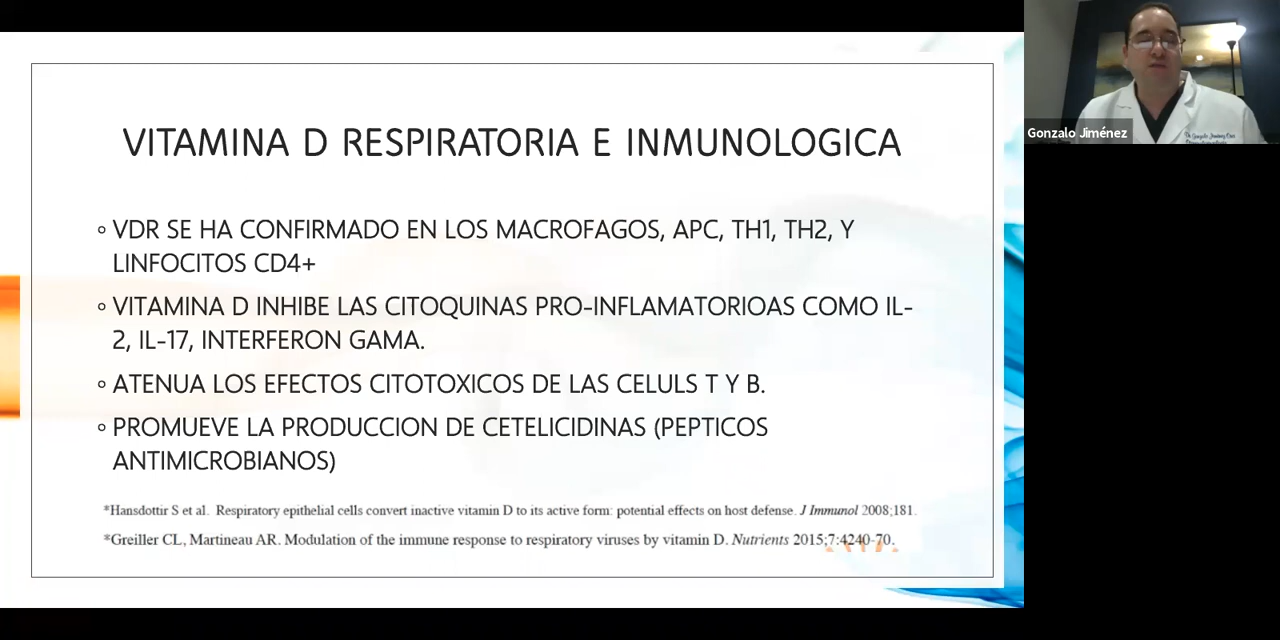 VITAMINA D RESPIRATORIA E INMUNOLOGICA
◦ VDR SE HA CONFIRMADO EN LOS MACROFAGOS, APC, TH1, TH2, Y
LINFOCITOS CD4+
◦ VITAMINA D INHIBE LAS CITOQUINAS PRO-INFLAMATORIOAS COMO IL-
2, IL-17, INTERFERON GAMA.
◦ ATENUA LOS EFECTOS CITOTOXICOS DE LAS CELULS T Y B.
◦ PROMUEVE LA PRODUCCION DE CETELICIDINAS (PEPTICOS
ANTIMICROBIANOS)
*Hansdottir S et al. Respiratory epithelial cells convert inactive vitamin D to its active form: potential effects on host defense. J Immunol 2008;181.
*Greiller CL, Martineau AR. Modulation of the immune response to respiratory viruses by vitamin D. Nutrients 2015;7:4240-70.
Gonzalo Jiménez